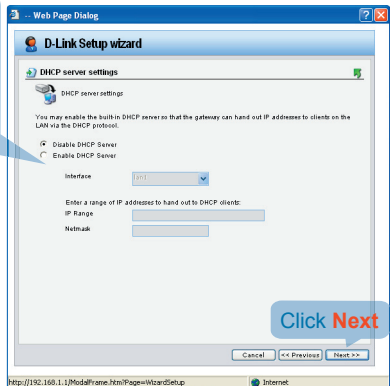 -- Web Page Dialog
D-Link Setup wizard
DHCP server settings
DHCP server settings
You may enable the built-in DHCP server so that the gateway can hand out IP addresses to clients on the
LAN via the DHCP protocol.
Disable DHCP Server
Enable DHCP Server
Interface
lan1
Enter a range of IP addresses to hand out to DHCP clients:
IP Range
Netmask
Click Next
Cancel
<< Previous
Next >>
http://192.168.1.1/ModalFrame.htm?Page=WizardSetup
Internet